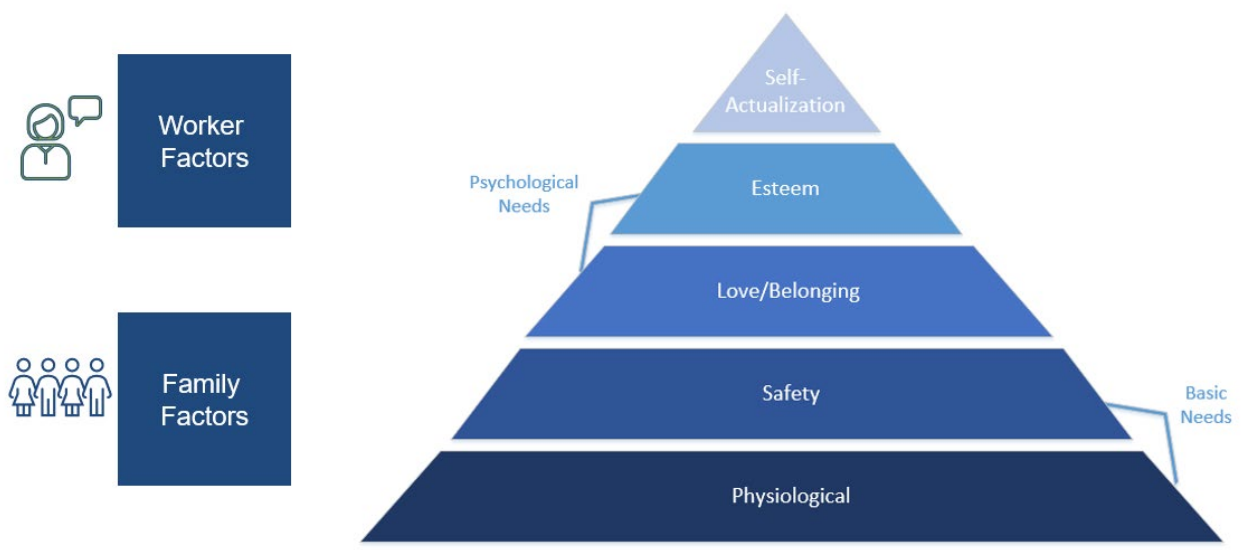 Worker
Factors
Family
Factors
Self-
Actualization
Psychological
Needs
Esteem
Love/Belonging
Safety
Basic
Needs
Physiological